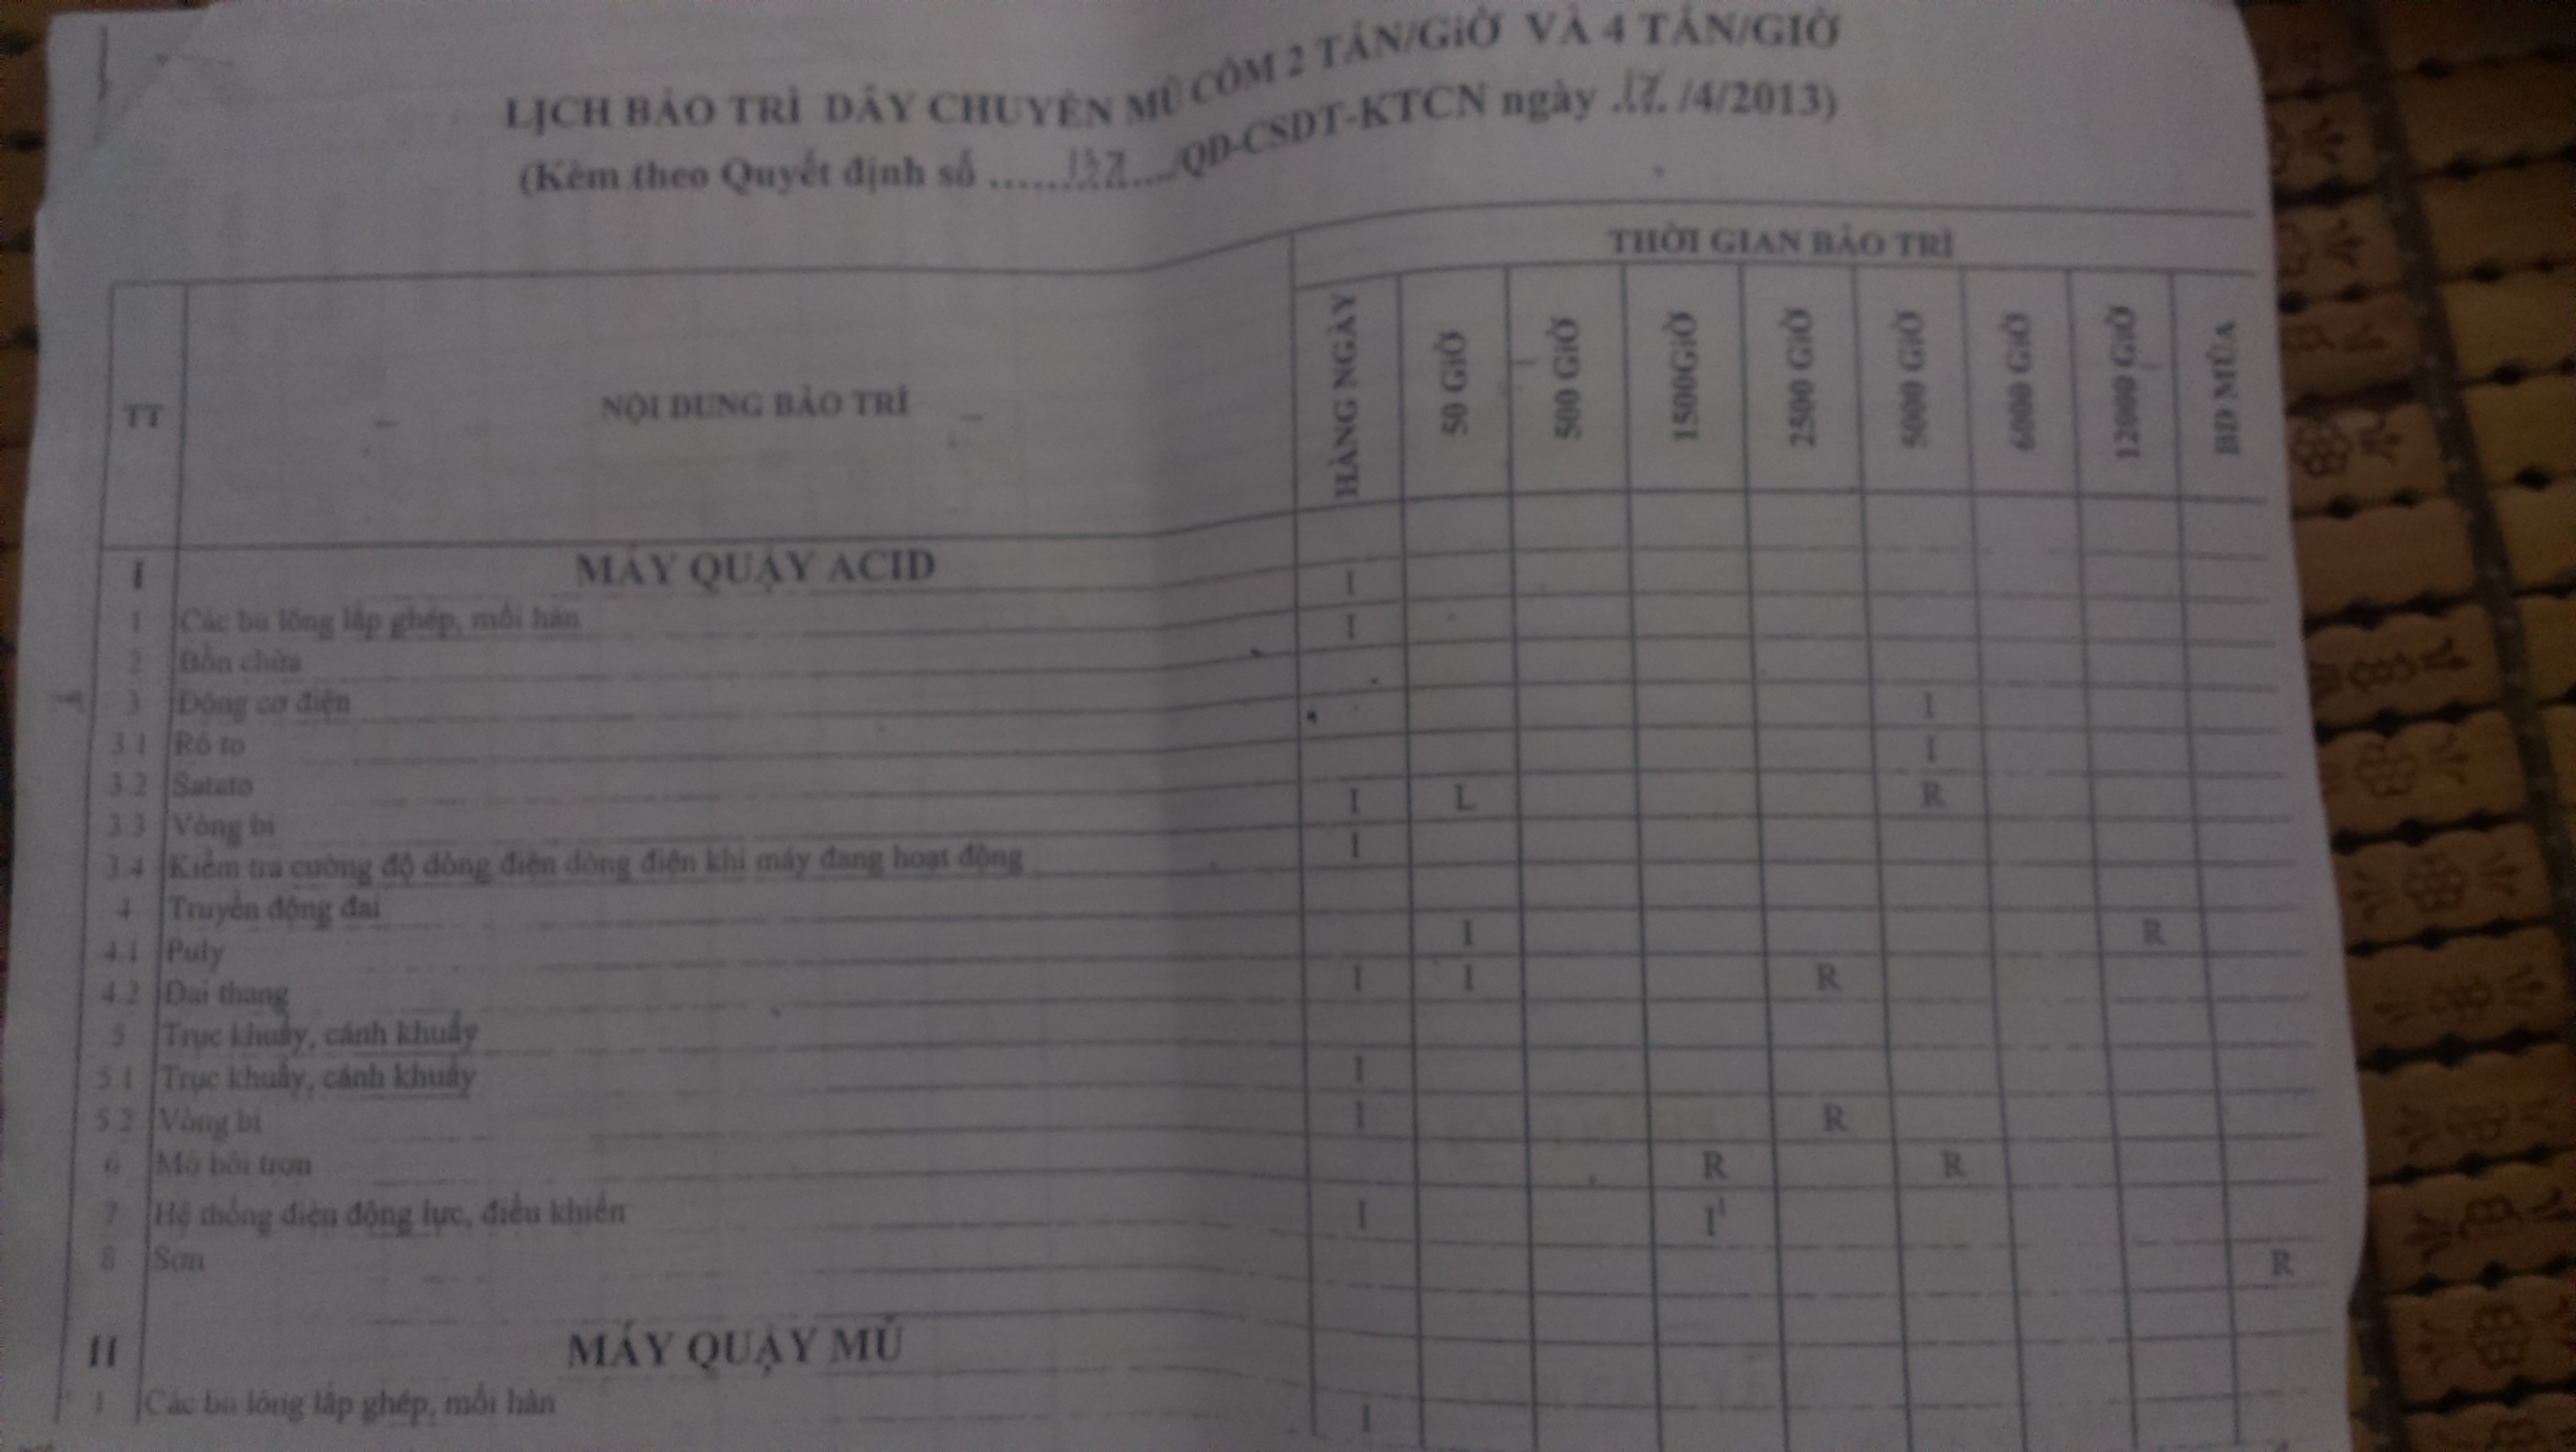 LỊCH BẢO TRÌ DÂY CHUYỀN MỦ CỐM 2 TẤN/GiỜ VÀ 4 TẤN/GIỜ
(Kèm theo Quyết định số ...../QĐ-CSDT-KTCN ngày .17. /4/2013)
TT NỘI DUNG BẢO TRÌ THỜI GIAN BẢO TRÌ
HÀNG NGÀY 50 GiỜ 500 GiỜ 1500GiỜ 2500 GiỜ 5000 GiỜ 6000 GiỜ 12000 GiỜ BD MÙA
I MÁY QUẬY ACID
1 Các bu lông lắp ghép, mối hàn I
2 Bồn chứa I
3 Động cơ điện
3.1 Rô to I
3.2 Satato I
3.3 Vòng bi I L R
3.4 Kiểm tra cường độ dòng điện dòng điện khi máy đang hoạt động I
4 Truyền động đai
4.1 Puly I R
4.2 Đai thang I I R
5 Trục khuấy, cánh khuấy
5.1 Trục khuấy, cánh khuấy I
5.2 Vòng bi I R
6 Mỡ bôi trơn R R
7 Hệ thống điện động lực, điều khiển I I¹
8 Sơn R
II MÁY QUẬY MỦ
1 Các bu lông lắp ghép, mối hàn I